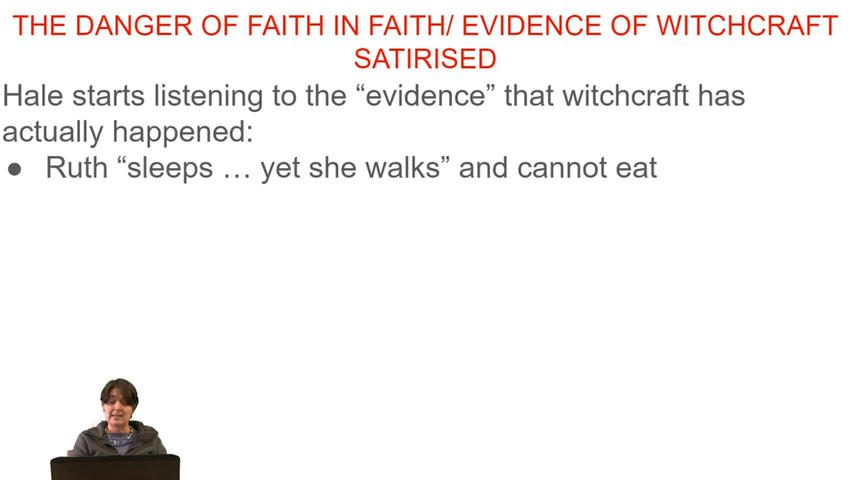 THE DANGER OF FAITH IN FAITH/ EVIDENCE OF WITCHCRAFT
SATIRISED
Hale starts listening to the “evidence” that witchcraft has
actually happened:
● Ruth “sleeps … yet she walks” and cannot eat